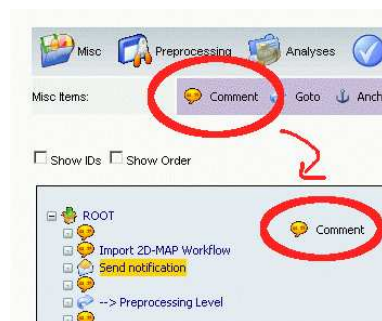 Misc Preprocessing Analyses
Misc Items: Comment Goto Anch
Show IDs Show Order
ROOT
Comment
Import 2D-MAP Workflow
Send notification
--> Preprocessing Level